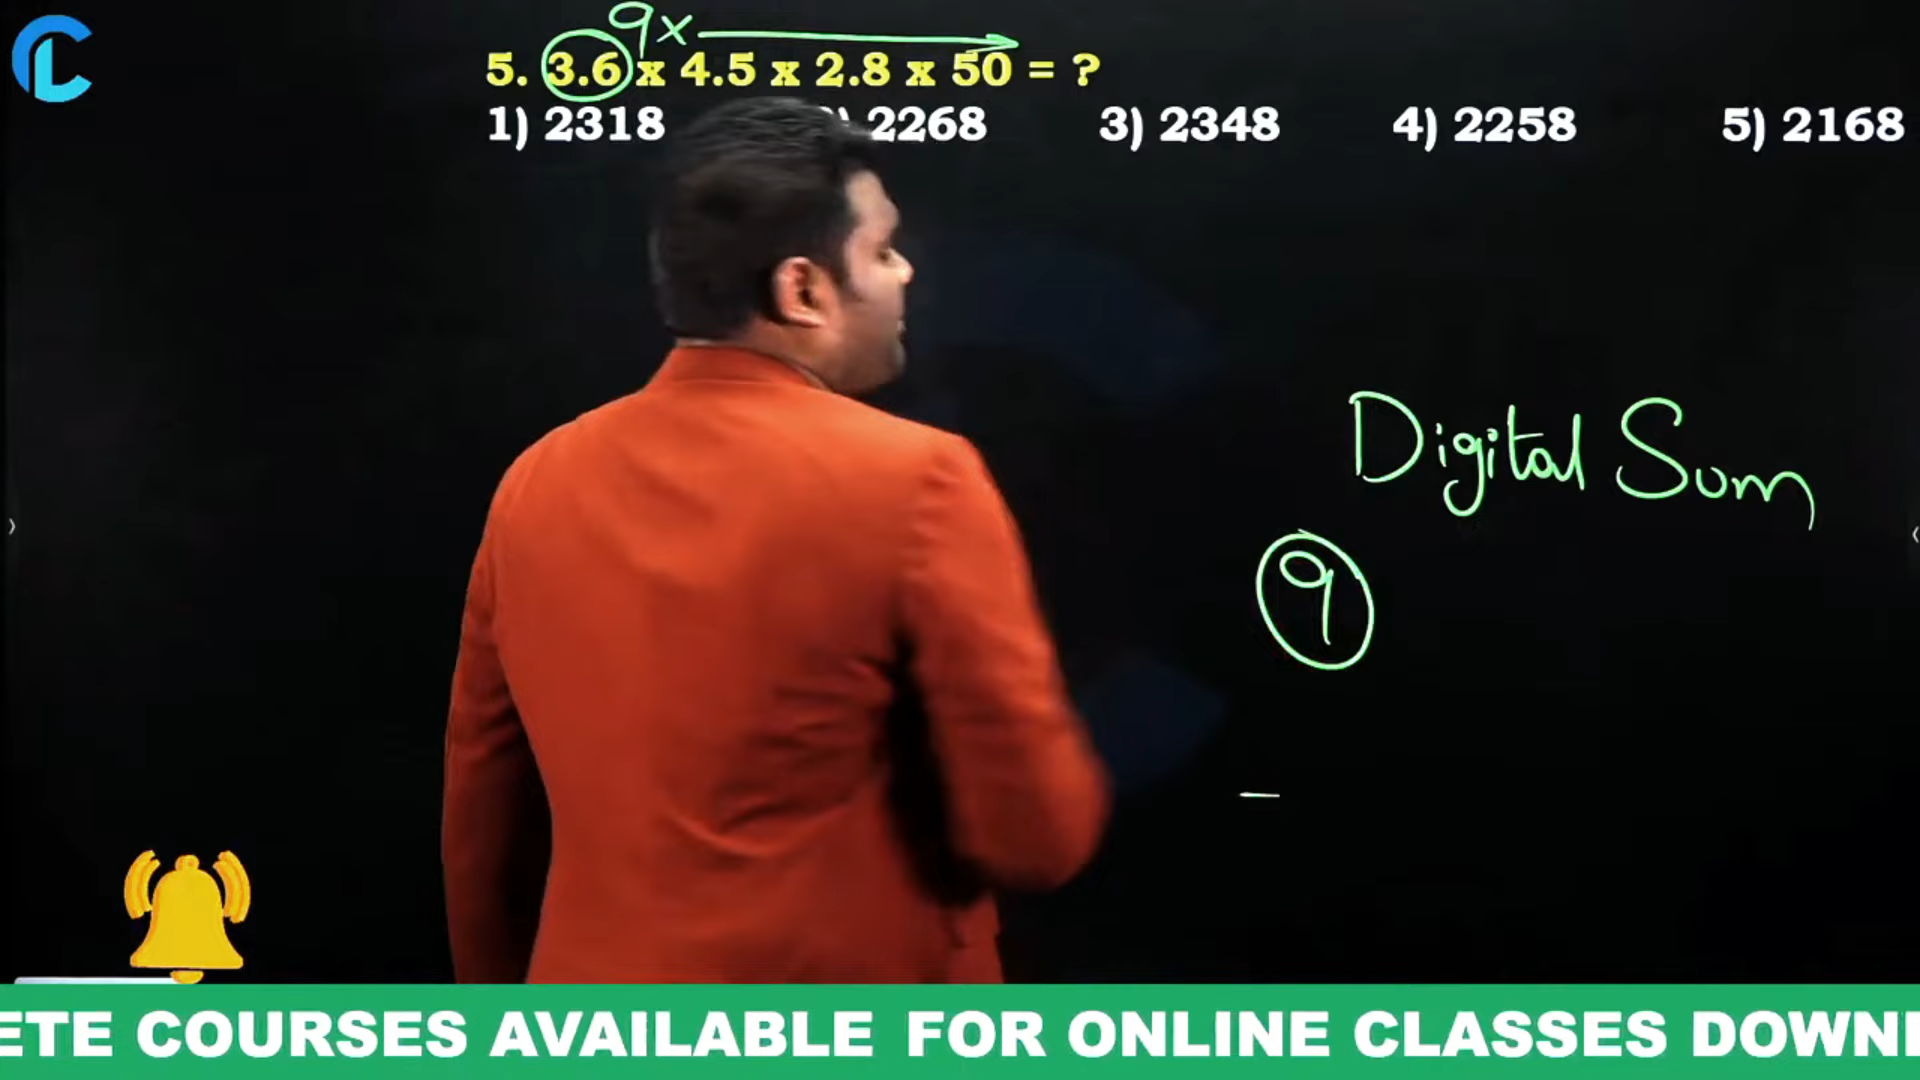 9x
5. 3.6 x 4.5 x 2.8 x 50 = ?
1) 2318 2268 3) 2348 4) 2258 5) 2168
Digital Sum
9
ETE COURSES AVAILABLE FOR ONLINE CLASSES DOWN